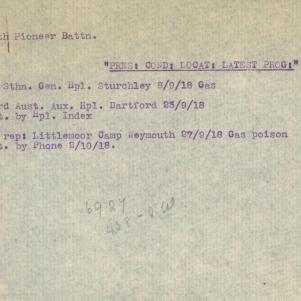 th Pioneer Battn.
"PRES: COND: LOCAT: LATEST PROG:"
Sthn. Gen. Hpl. Sturchley 8/9/18 Gas
rd Aust. Aux. Hpl. Dartford 23/9/18
t. by Hpl. Index
rep: Littlemoor Camp Weymouth 27/9/18 Gas poison
t. by Phone 2/10/18.
6927